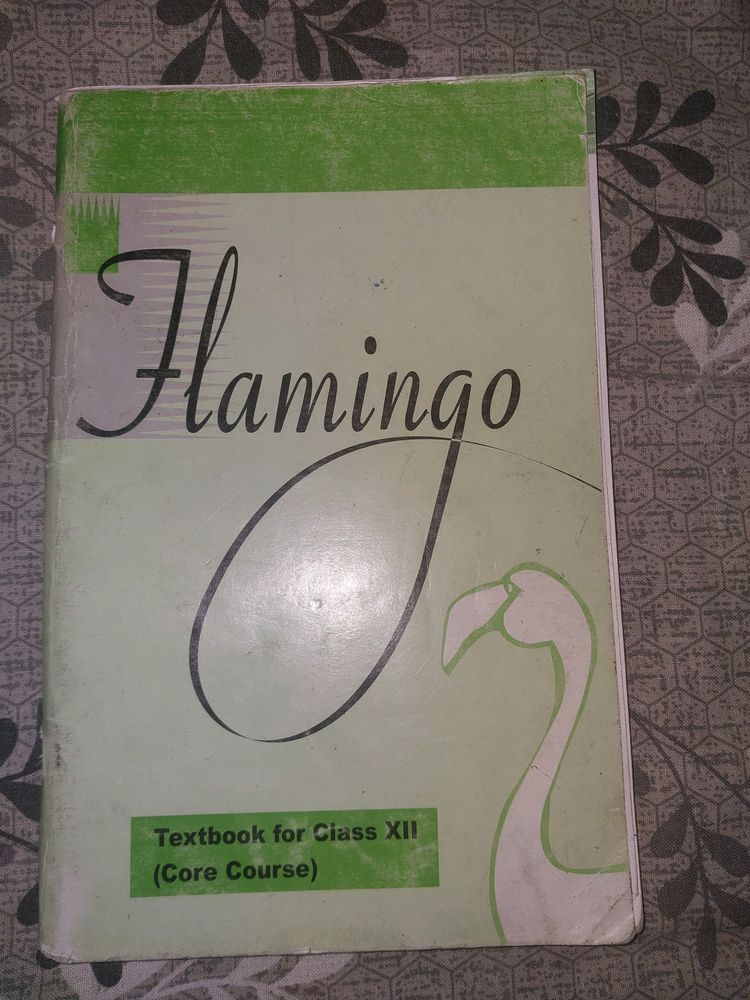 Flamingo
Textbook for Class XII
(Core Course)